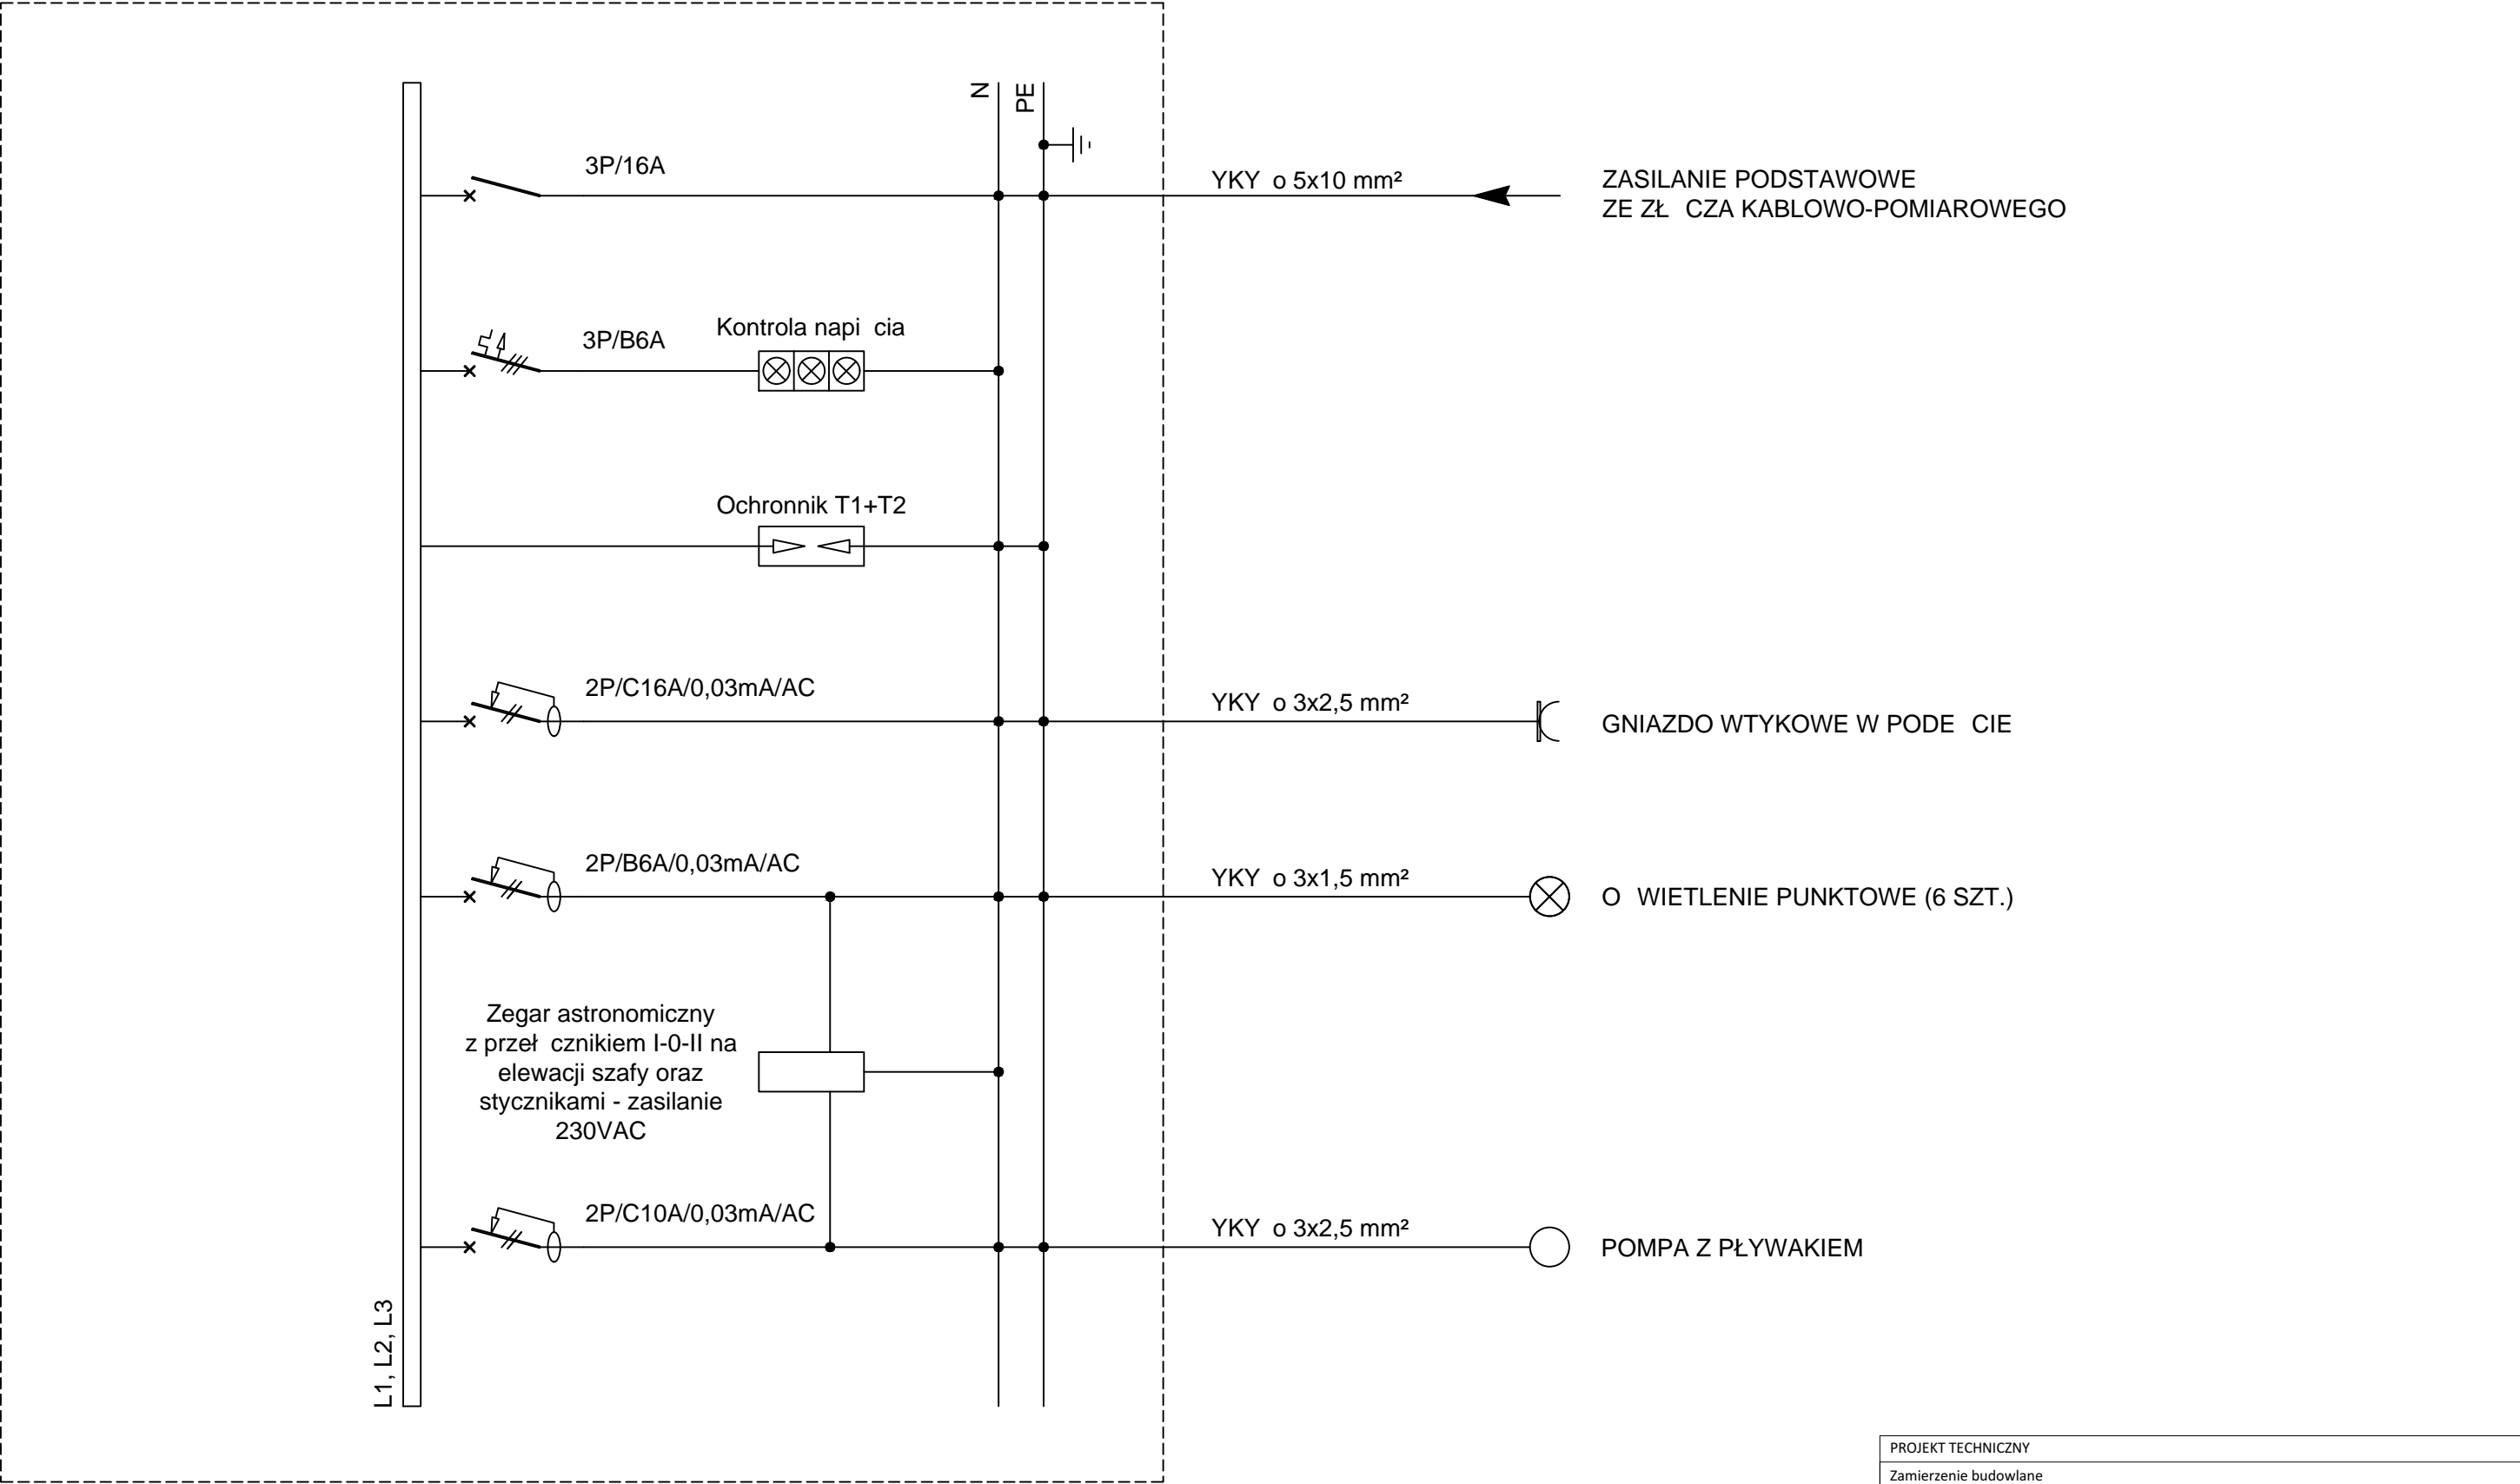 N
PE
3P/16A
YKY o 5x10 mm²
ZASILANIE PODSTAWOWE
ZE ZŁ CZA KABLOWO-POMIAROWEGO
3P/B6A
Kontrola napi cia
Ochronnik T1+T2
2P/C16A/0,03mA/AC
YKY o 3x2,5 mm²
GNIAZDO WTYKOWE W PODE CIE
2P/B6A/0,03mA/AC
YKY o 3x1,5 mm²
O WIETLENIE PUNKTOWE (6 SZT.)
Zegar astronomiczny
z przeł cznikiem I-0-II na
elewacji szafy oraz
stycznikami - zasilanie
230VAC
2P/C10A/0,03mA/AC
YKY o 3x2,5 mm²
POMPA Z PŁYWAKIEM
L1, L2, L3
PROJEKT TECHNICZNY
Zamierzenie budowlane